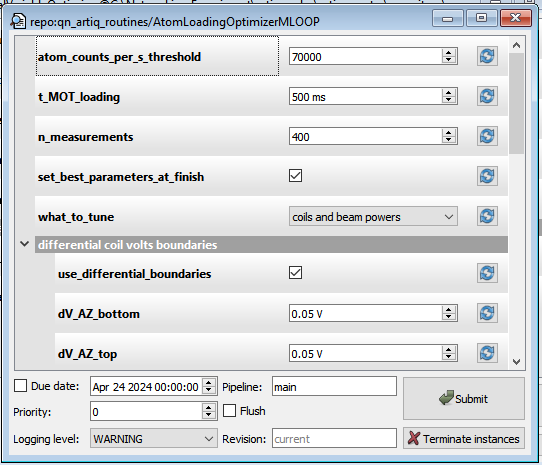 repo:qn_artiq_routines/AtomLoadingOptimizerMLOOP
atom_counts_per_s_threshold 70000
t_MOT_loading 500 ms
n_measurements 400
set_best_parameters_at_finish
what_to_tune coils and beam powers
differential coil volts boundaries
use_differential_boundaries
dV_AZ_bottom 0.05 V
dV_AZ_top 0.05 V
Due date: Apr 24 2024 00:00:00 Pipeline: main
Priority: 0 Flush
Submit
Logging level: WARNING Revision: current Terminate instances